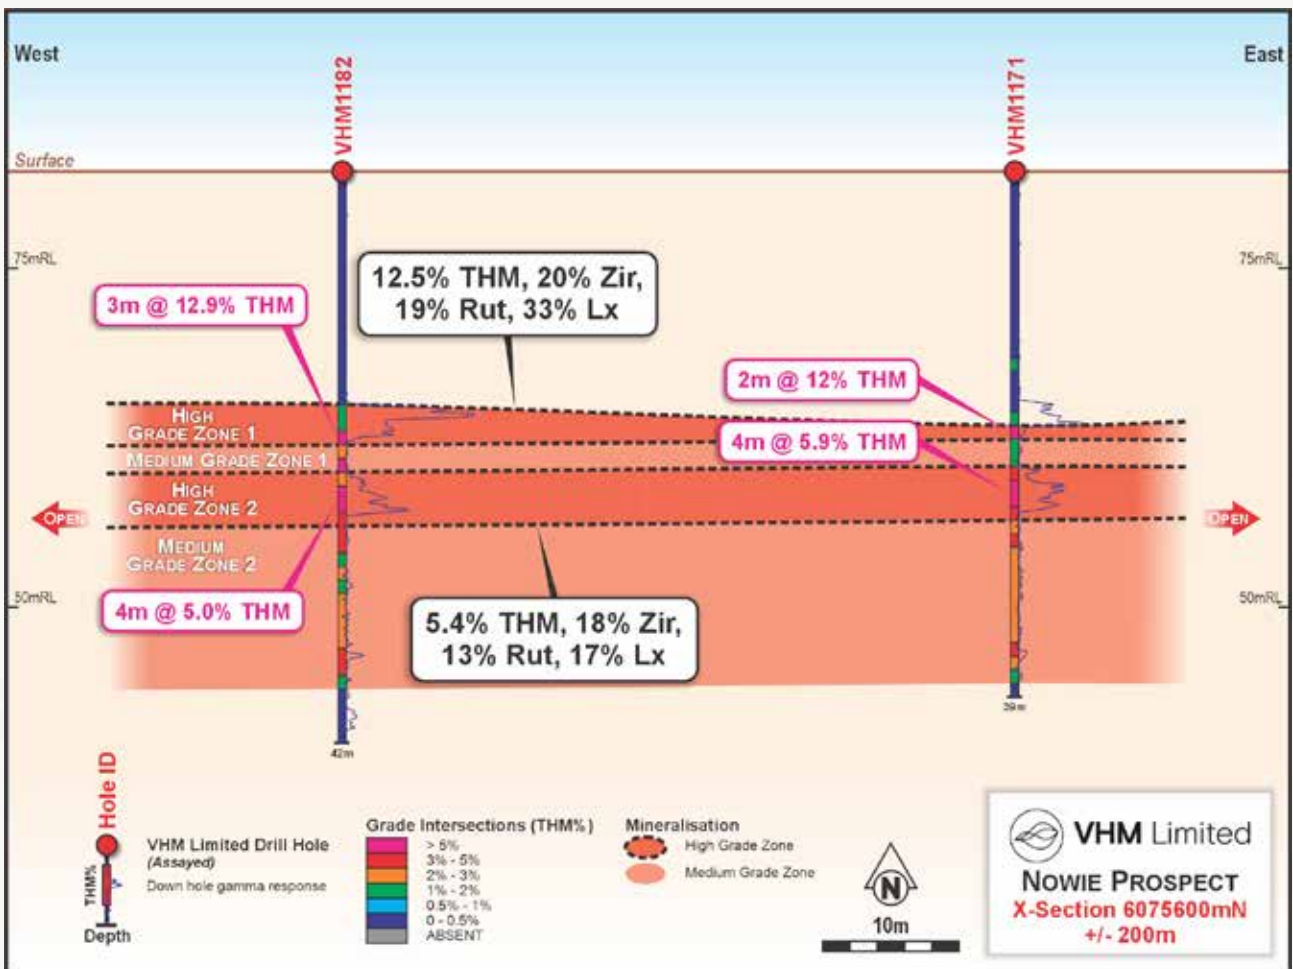 West
East
VHM1182
VHM1171
Surface
75mRL
75mRL
12.5% THM, 20% Zir,
19% Rut, 33% Lx
3m @ 12.9% THM
2m @ 12% THM
HIGH
GRADE ZONE 1
4m @ 5.9% THM
MEDIUM GRADE ZONE 1
HIGH
GRADE ZONE 2
OPEN
OPEN
MEDIUM
GRADE ZONE 2
50mRL
50mRL
4m @ 5.0% THM
5.4% THM, 18% Zir,
13% Rut, 17% Lx
39m
42m
Hole ID
THM%
VHM Limited Drill Hole
(Assayed)
Down hole gamma response
Depth
Grade Intersections (THM%)
> 5%
3% - 5%
2% - 3%
1% - 2%
0.5% - 1%
0 - 0.5%
ABSENT
Mineralisation
High Grade Zone
Medium Grade Zone
N
10m
VHM Limited
NOWIE PROSPECT
X-Section 6075600mN
+/- 200m